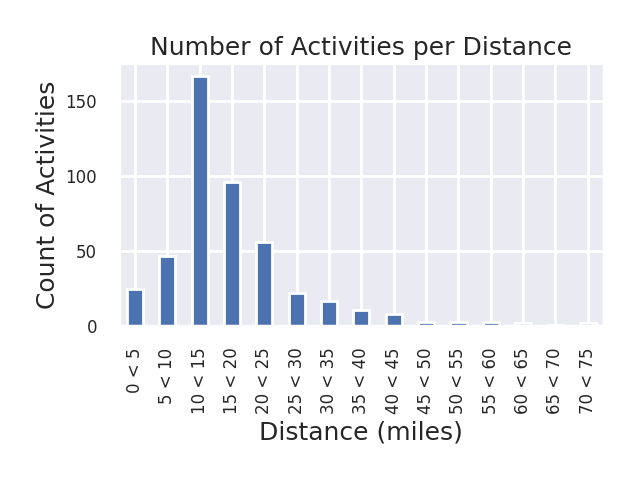 Number of Activities per Distance
Count of Activities
150
100
50
0
0 < 5
5 < 10
10 < 15
15 < 20
20 < 25
25 < 30
30 < 35
35 < 40
40 < 45
45 < 50
50 < 55
55 < 60
60 < 65
65 < 70
70 < 75
Distance (miles)